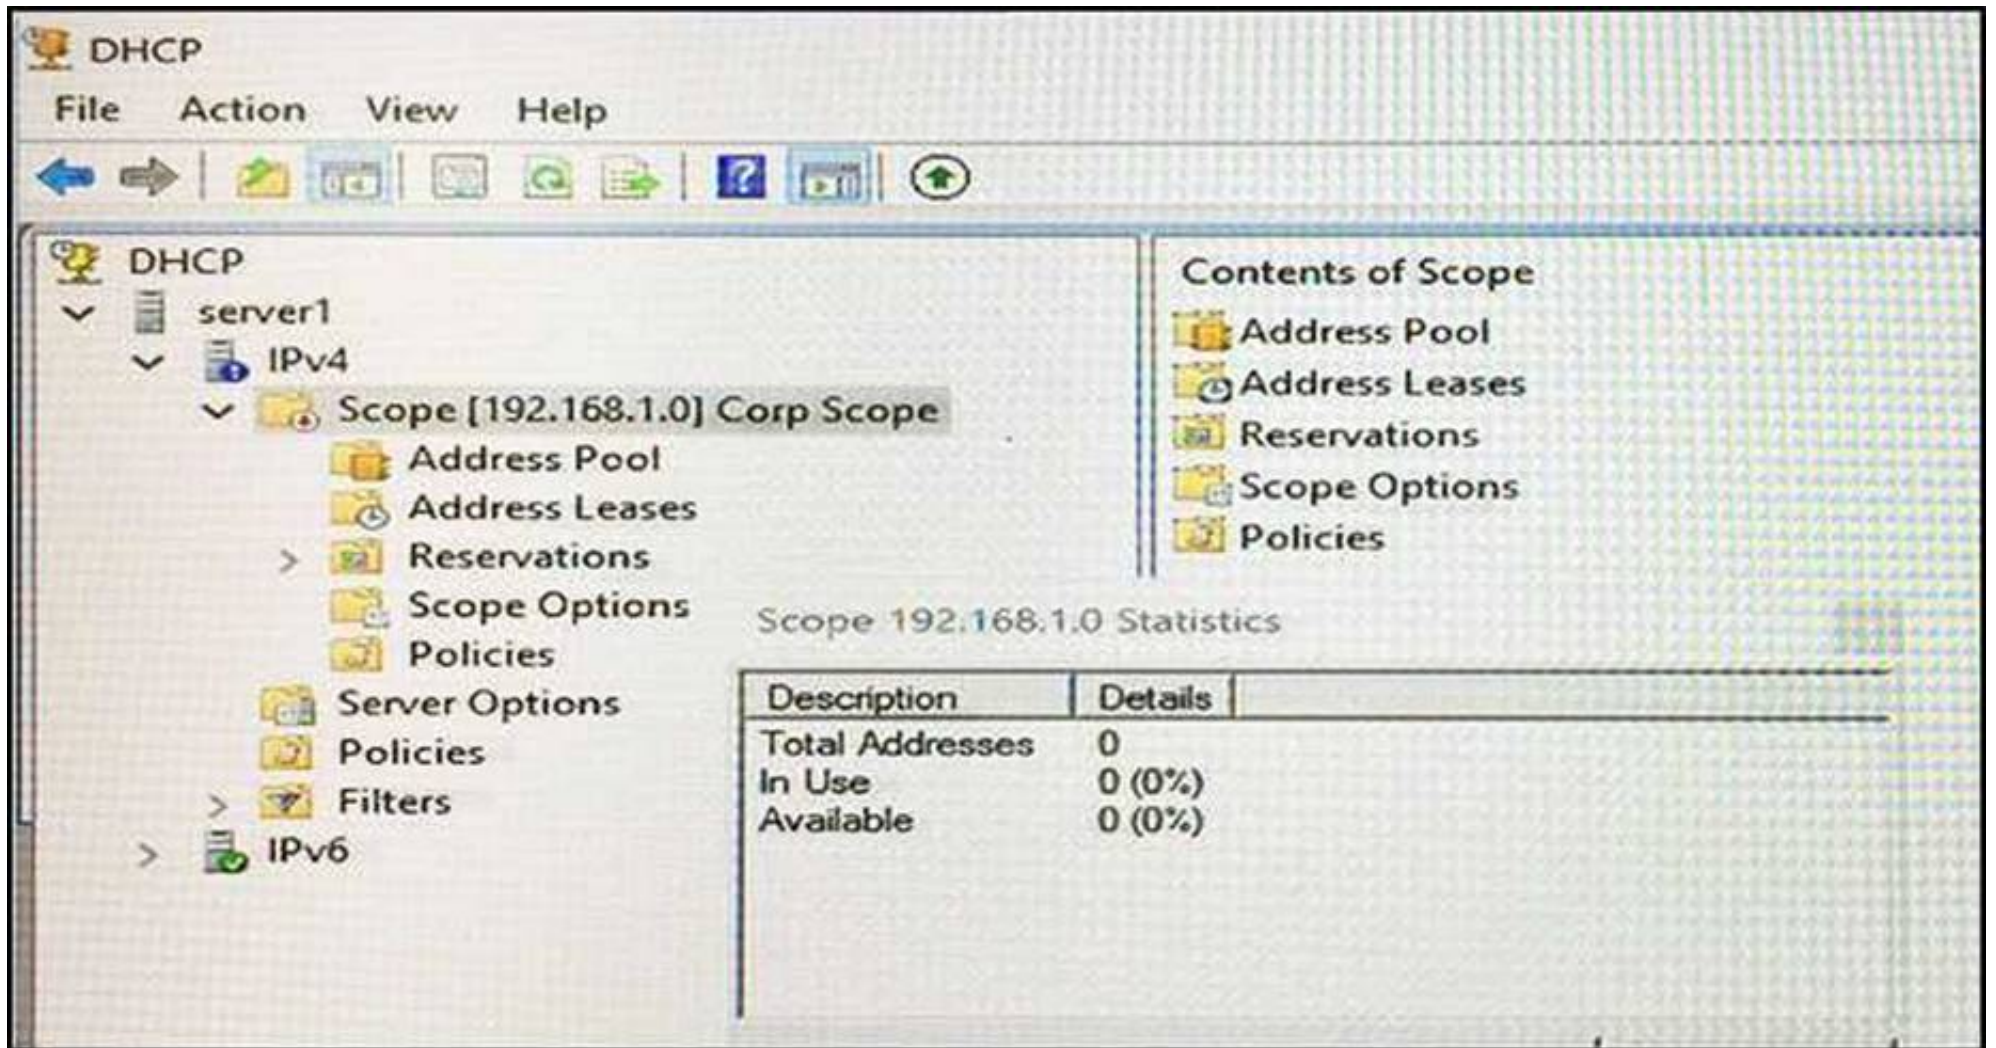 DHCP
File Action View Help
DHCP
server1
IPv4
Scope [192.168.1.0] Corp Scope
Address Pool
Address Leases
Reservations
Scope Options
Policies
Server Options
Policies
Filters
IPv6
Contents of Scope
Address Pool
Address Leases
Reservations
Scope Options
Policies
Scope 192.168.1.0 Statistics
Description Details
Total Addresses 0
In Use 0 (0%)
Available 0 (0%)